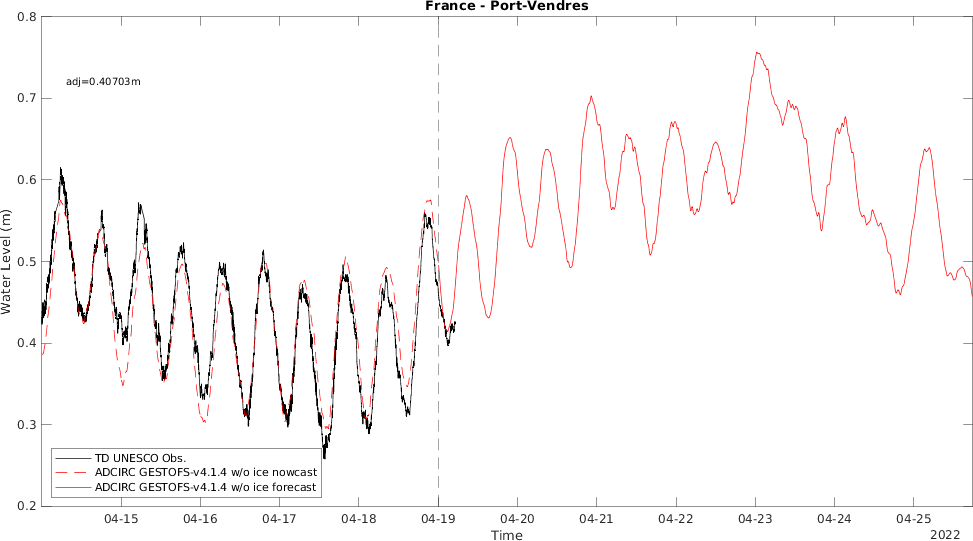 France - Port-Vendres
0.8
0.7
0.6
0.5
0.4
0.3
0.2
Water Level (m)
adj=0.40703m
TD UNESCO Obs.
ADCIRC GESTOFS-v4.1.4 w/o ice nowcast
ADCIRC GESTOFS-v4.1.4 w/o ice forecast
04-15 04-16 04-17 04-18 04-19 04-20 04-21 04-22 04-23 04-24 04-25
Time
2022